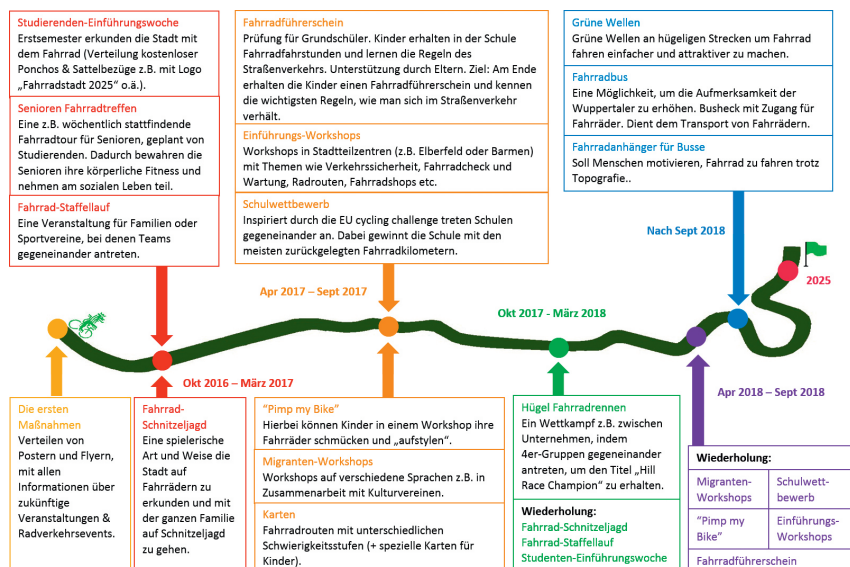 Studierenden-Einführungswoche
Erstsemester erkunden die Stadt mit
dem Fahrrad (Verteilung kostenloser
Ponchos & Sattelbezüge z.B. mit Logo
„Fahrradstadt 2025“ o.ä.).
Senioren Fahrradtreffen
Eine z.B. wöchentlich stattfindende
Fahrradtour für Senioren, geplant von
Studierenden. Dadurch bewahren die
Senioren ihre körperliche Fitness und
nehmen am sozialen Leben teil.
Fahrrad-Staffellauf
Eine Veranstaltung für Familien oder
Sportvereine, bei denen Teams
gegeneinander antreten.
Fahrradführerschein
Prüfung für Grundschüler. Kinder erhalten in der Schule
Fahrradfahrstunden und lernen die Regeln des
Straßenverkehrs. Unterstützung durch Eltern. Ziel: Am Ende
erhalten die Kinder einen Fahrradführerschein und kennen
die wichtigsten Regeln, wie man sich im Straßenverkehr
verhält.
Einführungs-Workshops
Workshops in Stadtteilzentren (z.B. Elberfeld oder Barmen)
mit Themen wie Verkehrssicherheit, Fahrradcheck und
Wartung, Radrouten, Fahrradshops etc.
Schulwettbewerb
Inspiriert durch die EU cycling challenge treten Schulen
gegeneinander an. Dabei gewinnt die Schule mit den
meisten zurückgelegten Fahrradkilometern.
Grüne Wellen
Grüne Wellen an hügeligen Strecken um Fahrrad
fahren einfacher und attraktiver zu machen.
Fahrradbus
Eine Möglichkeit, um die Aufmerksamkeit der
Wuppertaler zu erhöhen. Busheck mit Zugang für
Fahrräder. Dient dem Transport von Fahrrädern.
Fahrradanhänger für Busse
Soll Menschen motivieren, Fahrrad zu fahren trotz
Topografie..
Nach Sept 2018
2025
Apr 2017 – Sept 2017
Okt 2017 - März 2018
Okt 2016 – März 2017
Apr 2018 – Sept 2018
Die ersten
Maßnahmen
Verteilen von
Postern und Flyern,
mit allen
Informationen über
zukünftige
Veranstaltungen &
Radverkehrsevents.
Fahrrad-
Schnitzeljagd
Eine spielerische
Art und Weise die
Stadt auf
Fahrrädern zu
erkunden und mit
der ganzen Familie
auf Schnitzeljagd
zu gehen.
“Pimp my Bike”
Hierbei können Kinder in einem Workshop ihre
Fahrräder schmücken und „aufstylen“.
Migranten-Workshops
Workshops auf verschiedene Sprachen z.B. in
Zusammenarbeit mit Kulturvereinen.
Karten
Fahrradrouten mit unterschiedlichen
Schwierigkeitsstufen (+ spezielle Karten für
Kinder).
Hügel Fahrradrennen
Ein Wettkampf z.B. zwischen
Unternehmen, indem
4er-Gruppen gegeneinander
antreten, um den Titel „Hill
Race Champion“ zu erhalten.
Wiederholung:
Fahrrad-Schnitzeljagd
Fahrrad-Staffellauf
Studenten-Einführungswoche
Wiederholung:
Migranten-
Workshops
Schulwett-
bewerb
“Pimp my
Bike”
Einführungs-
Workshops
Fahrradführerschein